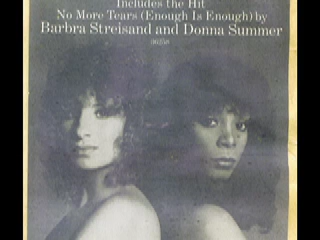 Includes the Hit
No More Tears (Enough Is Enough) by
Barbra Streisand and Donna Summer